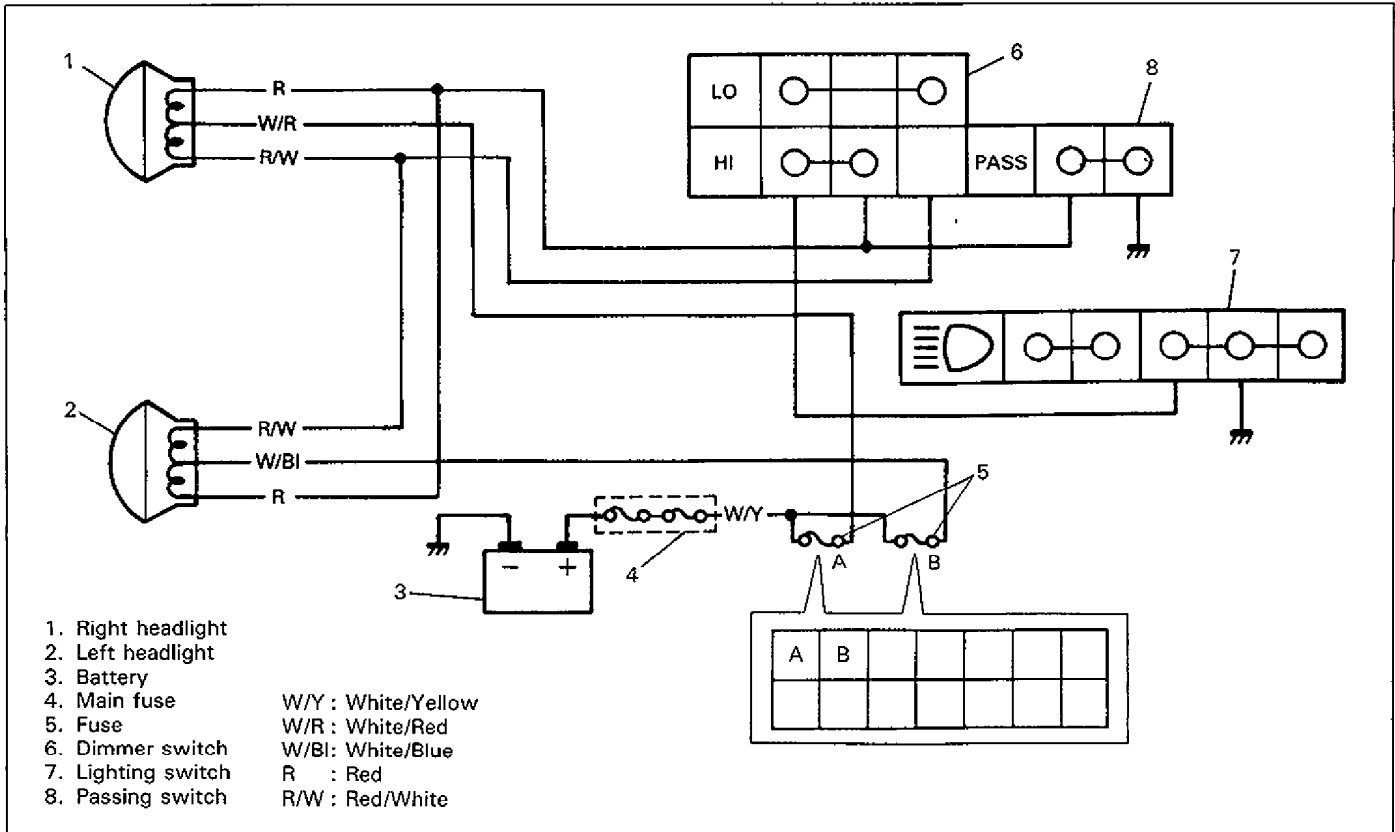 1
R
W/R
R/W
LO
HI
6
PASS
8
7
2
R/W
W/Bl
R
W/Y
5
A
B
- +
3
4
A B
1. Right headlight
2. Left headlight
3. Battery
4. Main fuse
5. Fuse
6. Dimmer switch
7. Lighting switch
8. Passing switch
W/Y : White/Yellow
W/R : White/Red
W/Bl: White/Blue
R : Red
R/W : Red/White